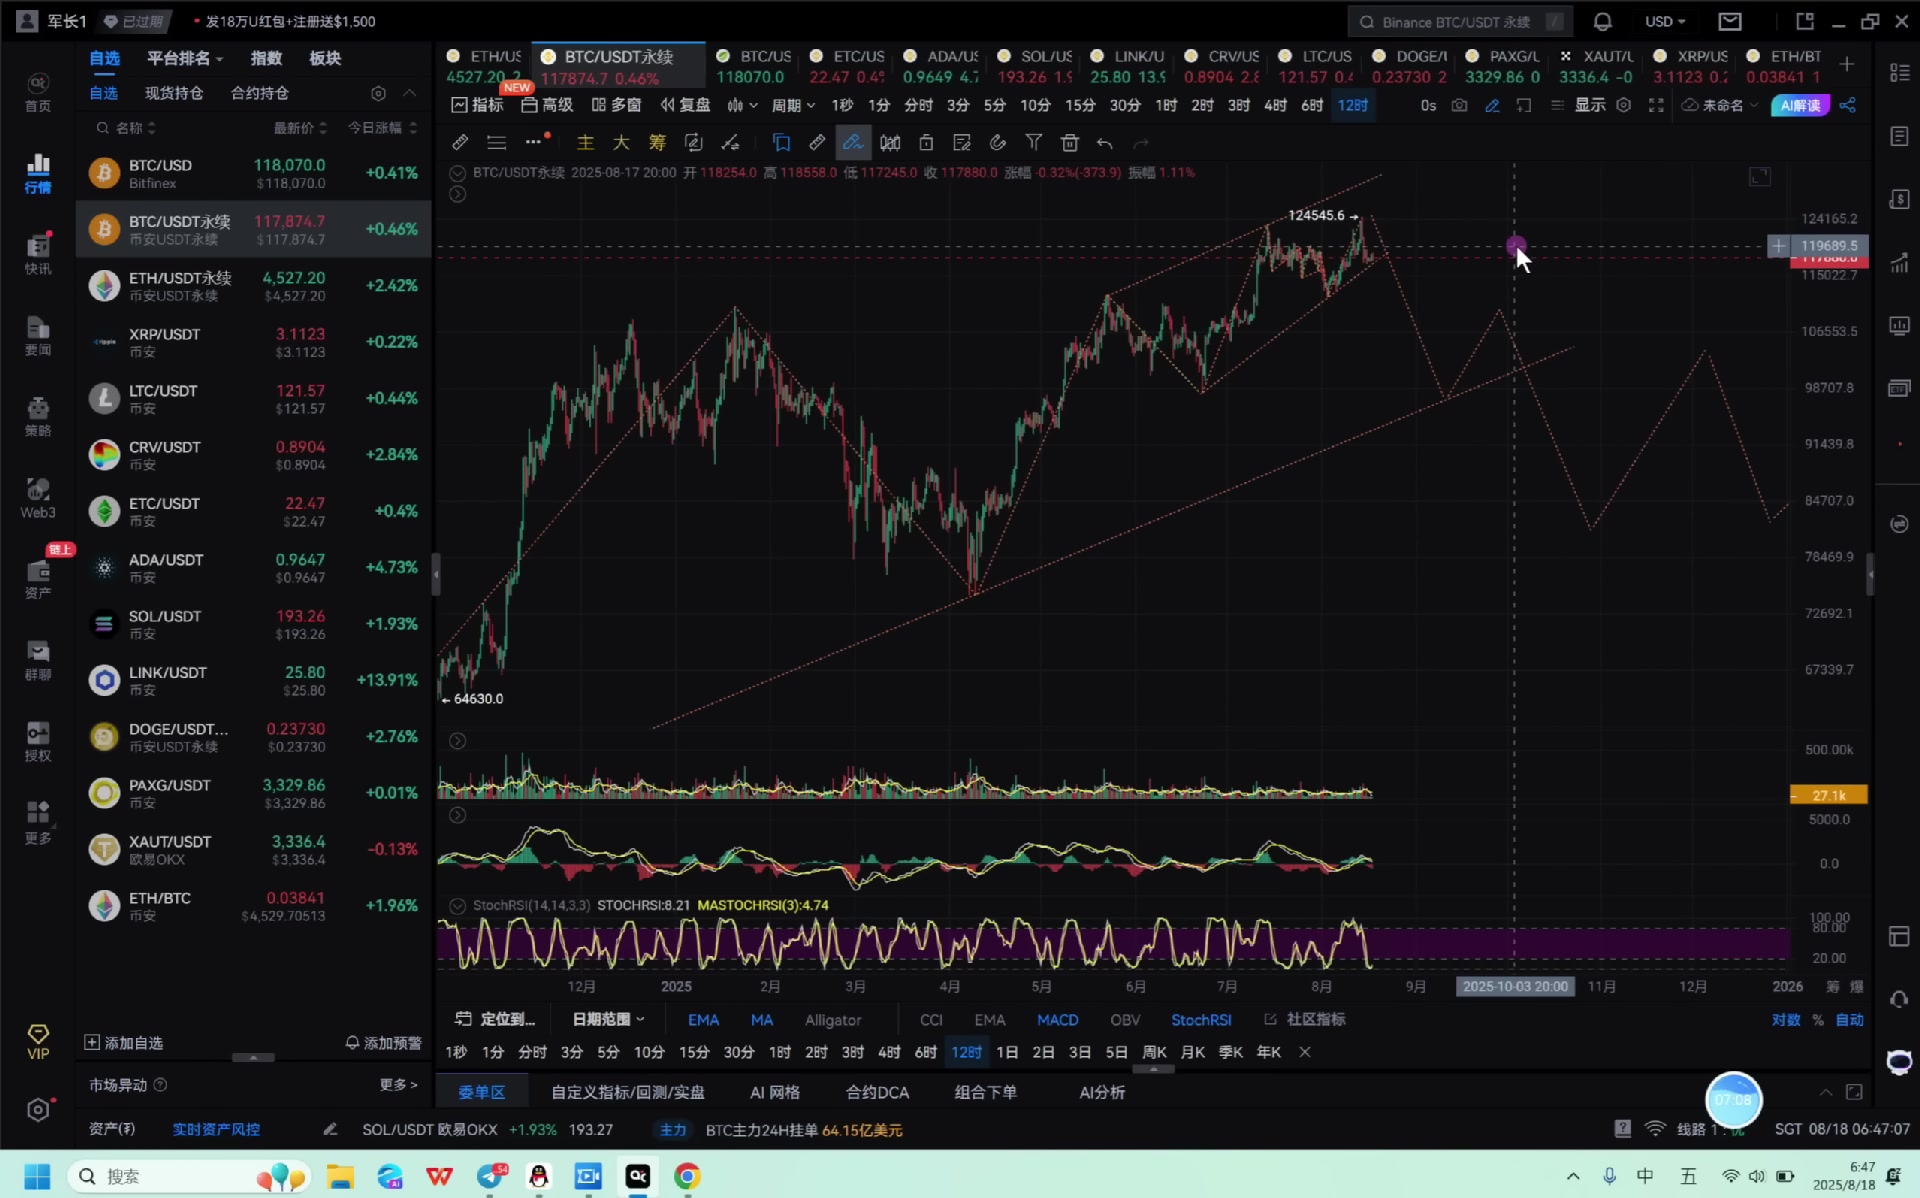 军长1 已过期 • 发18万U红包+注册送$1,500 Binance BTC/USDT 永续 / USD
首页
行情
快讯
要闻
策略
Web3
链上
资产
群聊
授权
更多
VIP
自选 平台排名 指数 板块
自选 现货持仓 合约持仓
名称 最新价 今日涨幅
BTC/USD 118,070.0 +0.41%
Bitfinex $118,070.0
BTC/USDT永续 117,874.7 +0.46%
币安USDT永续 $117,874.7
ETH/USDT永续 4,527.20 +2.42%
币安USDT永续 $4,527.20
XRP/USDT 3.1123 +0.22%
币安 $3.1123
LTC/USDT 121.57 +0.44%
币安 $121.57
CRV/USDT 0.8904 +2.84%
币安 $0.8904
ETC/USDT 22.47 +0.4%
币安 $22.47
ADA/USDT 0.9647 +4.73%
币安 $0.9647
SOL/USDT 193.26 +1.93%
币安 $193.26
LINK/USDT 25.80 +13.91%
币安 $25.80
DOGE/USDT... 0.23730 +2.76%
币安USDT永续 $0.23730
PAXG/USDT 3,329.86 +0.01%
币安 $3,329.86
XAUT/USDT 3,336.4 -0.13%
欧易OKX $3,336.4
ETH/BTC 0.03841 +1.96%
币安 $4,529.70513
添加自选 添加预警
市场异动 更多 >
ETH/US BTC/USDT永续 BTC/US ETC/US ADA/US SOL/US LINK/U CRV/US LTC/US DOGE/ PAXG/L XAUT/L XRP/US ETH/BT
4527.20 2 117874.7 0.46% 118070.0 22.47 0.4 0.9649 4.7 193.26 1.9 25.80 13.9 0.8904 2.8 121.57 0.4 0.23730 2 3329.86 0 3336.4 -0 3.1123 0.2 0.03841 1
NEW
指标 高级 多窗 复盘 周期 1秒 1分 分时 3分 5分 10分 15分 30分 1时 2时 3时 4时 6时 12时 0s 显示 未命名 AI解读
主 大 筹
BTC/USDT永续 2025-08-17 20:00 开 118254.0 高 118558.0 低 117245.0 收 117880.0 涨幅 -0.32%(-373.9) 振幅 1.11%
124545.6
64630.0
124165.2
119689.5
117880.0
115022.7
106553.5
98707.8
91439.8
84707.0
78469.9
72692.1
67339.7
500.00k
27.1k
5000.0
0.0
StochRSI(14,14,3,3) STOCHRSI:8.21 MASTOCHRSI(3):4.74
100.00
80.00
20.00
12月 2025 2月 3月 4月 5月 6月 7月 8月 9月 2025-10-03 20:00 11月 12月 2026 筹 爆
定位到... 日期范围 EMA MA Alligator CCI EMA MACD OBV StochRSI 社区指标 对数 % 自动
1秒 1分 分时 3分 5分 10分 15分 30分 1时 2时 3时 4时 6时 12时 1日 2日 3日 5日 周K 月K 季K 年K
委单区 自定义指标/回测/实盘 AI 网格 合约DCA 组合下单 AI分析
07:08
资产(₮) 实时资产风控 SOL/USDT 欧易OKX +1.93% 193.27 主力 BTC主力24H挂单 64.15亿美元 线路 1 SGT 08/18 06:47:07
搜索 54 中 五 6:47
2025/8/18